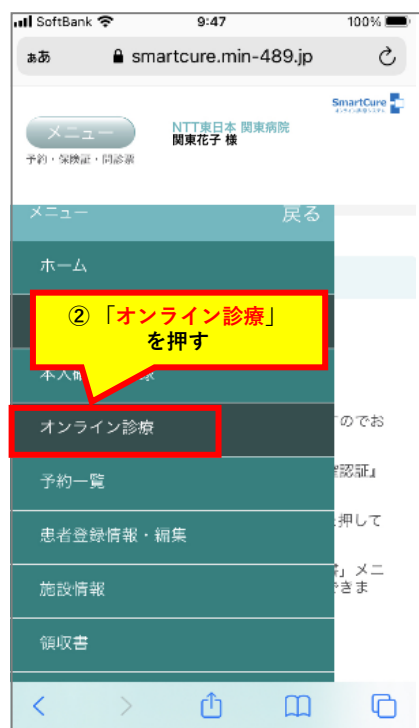 SoftBank 9:47 100%
ぁあ smartcure.min-489.jp
SmartCure
メニュー
予約・保険証・問診票
NTT東日本 関東病院
関東花子 様
メニュー 戻る
ホーム
② 「オンライン診療」
を押す
本人確
オンライン診療
のでお
予約一覧
確認証』
患者登録情報・編集
押して
』メニ
施設情報
できま
領収書